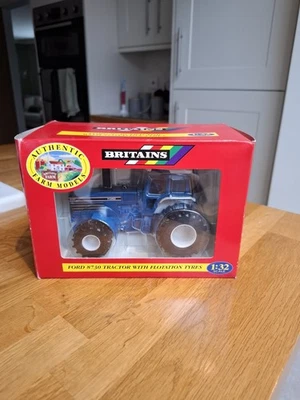 AUTHENTIC
FARM MODELS
BRITAINS
FORD 8730 TRACTOR WITH FLOTATION TYRES
1:32